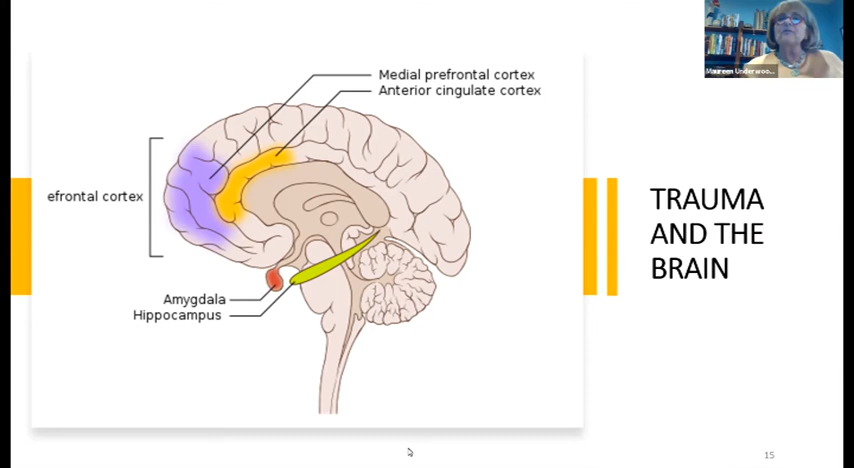 Medial prefrontal cortex
Anterior cingulate cortex
efrontal cortex
Amygdala
Hippocampus
TRAUMA
AND THE
BRAIN
Maureen Underwoo...
15